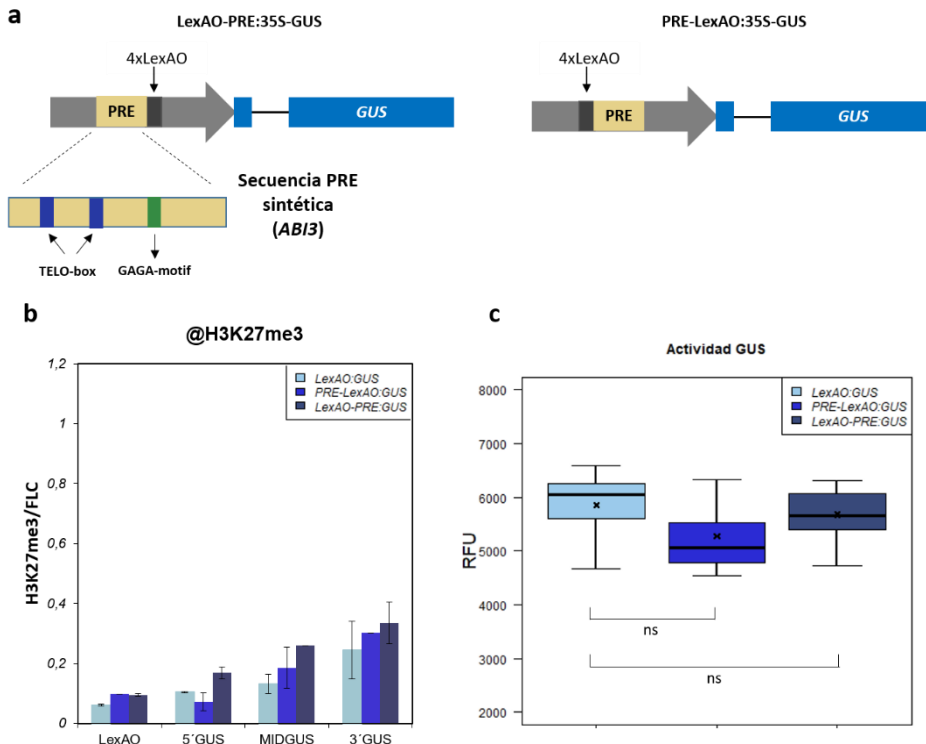 a
LexAO-PRE:35S-GUS
PRE-LexAO:35S-GUS
4xLexAO
4xLexAO
PRE
GUS
PRE
GUS
Secuencia PRE
sintética
(ABI3)
TELO-box
GAGA-motif
b
@H3K27me3
1,2
1
0,8
0,6
0,4
0,2
0
H3K27me3/FLC
LexAO:GUS
PRE-LexAO:GUS
LexAO-PRE:GUS
LexAO
5´GUS
MIDGUS
3´GUS
c
Actividad GUS
8000
7000
6000
5000
4000
3000
2000
RFU
LexAO:GUS
PRE-LexAO:GUS
LexAO-PRE:GUS
ns
ns